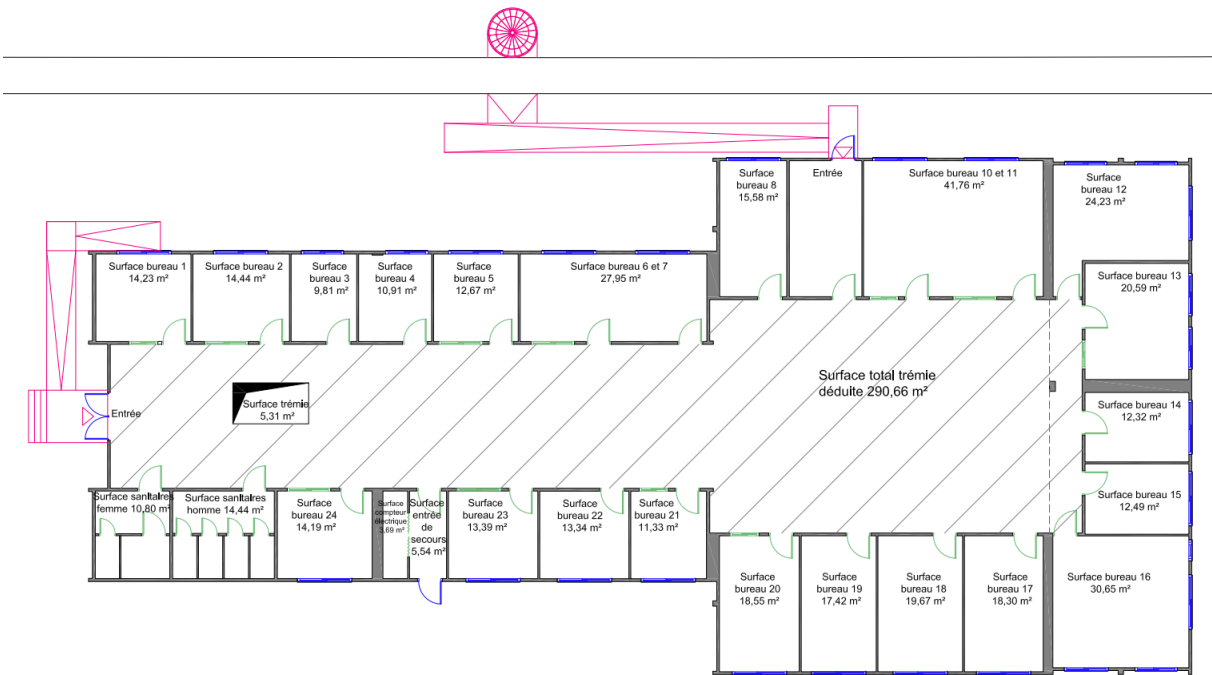 Surface
bureau 8
15,58 m²
Entrée
Surface bureau 10 et 11
41,76 m²
Surface
bureau 12
24,23 m²
Surface bureau 1
14,23 m²
Surface bureau 2
14,44 m²
Surface
bureau 3
9,81 m²
Surface
bureau 4
10,91 m²
Surface
bureau 5
12,67 m²
Surface bureau 6 et 7
27,95 m²
Surface bureau 13
20,59 m²
Surface total trémie
déduite 290,66 m²
Surface trémie
5,31 m²
Entrée
Surface bureau 14
12,32 m²
Surface bureau 15
12,49 m²
Surface sanitaires
femme 10,80 m²
Surface sanitaires
homme 14,44 m²
Surface
bureau 24
14,19 m²
Surface
compteur
électrique
3,69 m²
Surface
entrée
de
secours
5,54 m²
Surface
bureau 23
13,39 m²
Surface
bureau 22
13,34 m²
Surface
bureau 21
11,33 m²
Surface
bureau 20
18,55 m²
Surface
bureau 19
17,42 m²
Surface
bureau 18
19,67 m²
Surface
bureau 17
18,30 m²
Surface bureau 16
30,65 m²